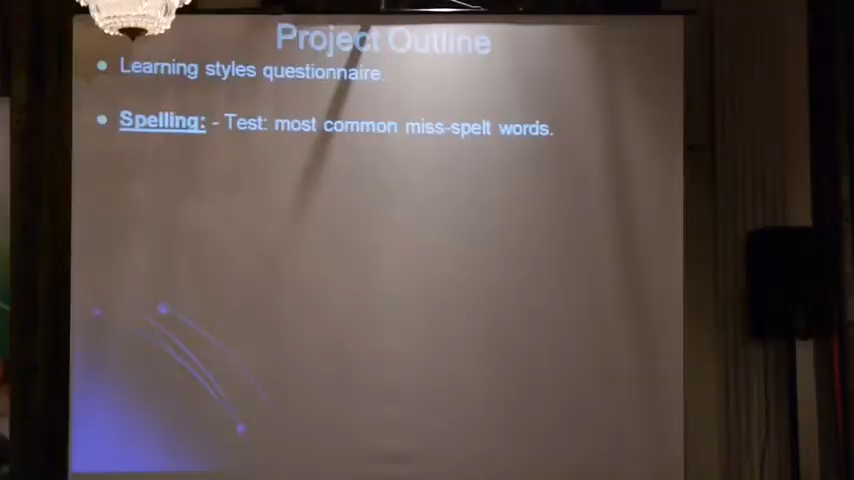 Project Outline
Learning styles questionnaire.
Spelling: - Test: most common miss-spelt words.